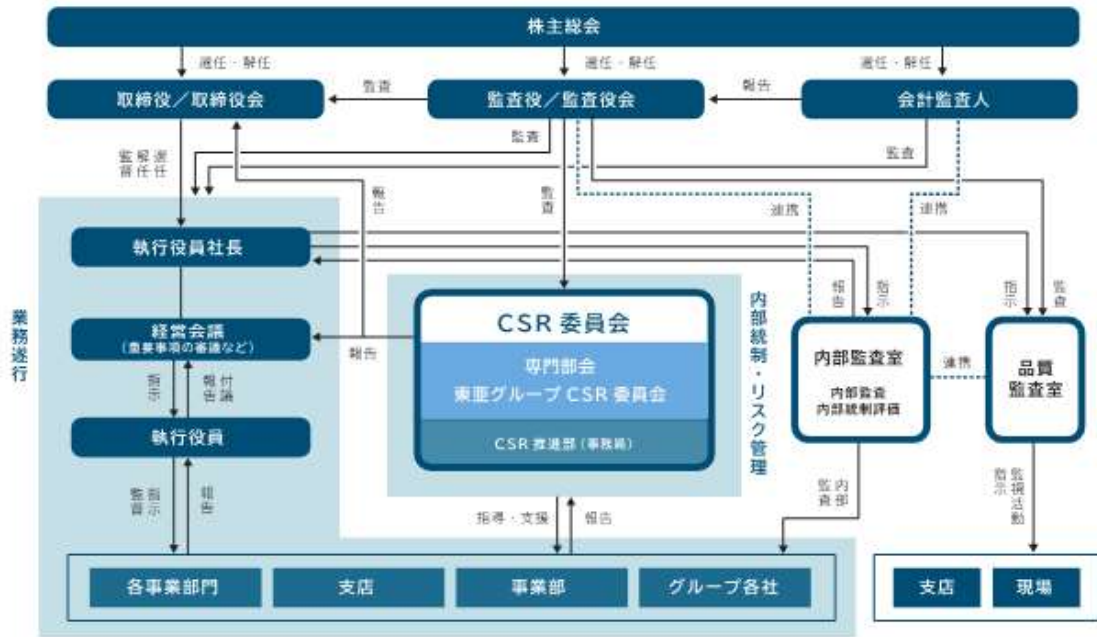 株主総会
選任・解任
選任・解任
選任・解任
取締役／取締役会
監査
監査役／監査役会
報告
会計監査人
選任
解任
監督
監査
監査
報告
監査
連携
連携
執行役員社長
報告
指示
指示
監査
業務遂行
経営会議
(重要事項の審議など)
報告
CSR 委員会
専門部会
東亜グループ CSR 委員会
CSR 推進部 (事務局)
内部統制・リスク管理
内部監査室
内部監査
内部統制評価
連携
品質
監査室
指示
付議
報告
執行役員
指示
監督
報告
指導・支援
報告
内部
監査
監視活動
指示
各事業部門
支店
事業部
グループ各社
支店
現場